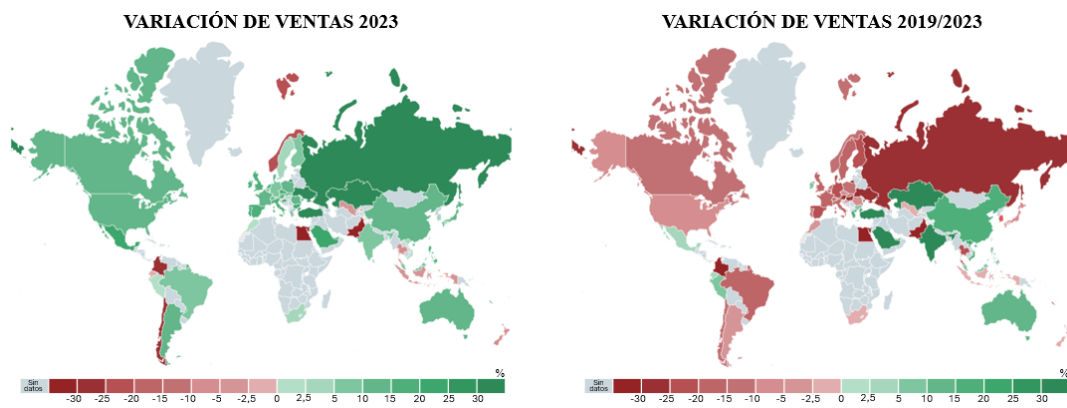 VARIACIÓN DE VENTAS 2023
%
Sin datos -30 -25 -20 -15 -10 -5 -2,5 0 2,5 5 10 15 20 25 30
VARIACIÓN DE VENTAS 2019/2023
%
Sin datos -30 -25 -20 -15 -10 -5 -2,5 0 2,5 5 10 15 20 25 30